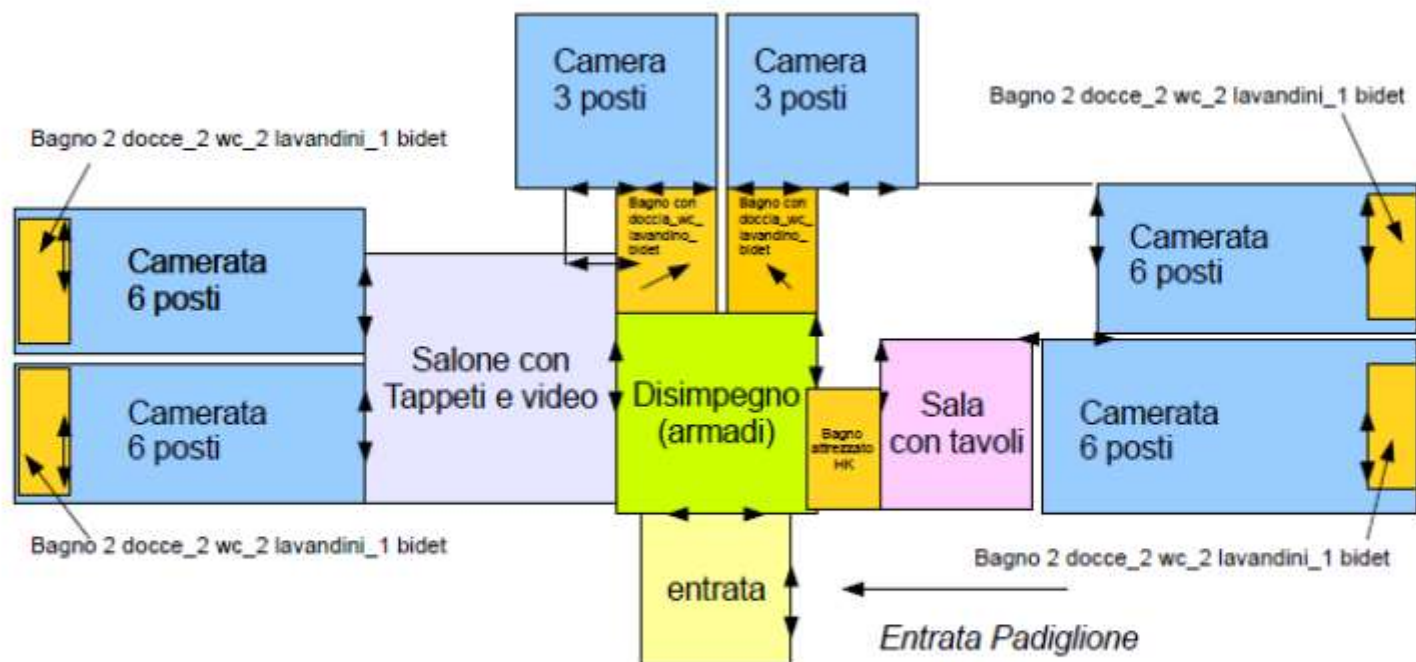 Camera
3 posti
Camera
3 posti
Bagno 2 docce_2 wc_2 lavandini_1 bidet
Bagno 2 docce_2 wc_2 lavandini_1 bidet
Bagno con
doccia_wc_
lavandino_
bidet
Bagno con
doccia_wc_
lavandino_
bidet
Camerata
6 posti
Camerata
6 posti
Salone con
Tappeti e video
Disimpegno
(armadi)
Bagno
attrezzato
HK
Sala
con tavoli
Camerata
6 posti
Camerata
6 posti
Bagno 2 docce_2 wc_2 lavandini_1 bidet
Bagno 2 docce_2 wc_2 lavandini_1 bidet
entrata
Entrata Padiglione